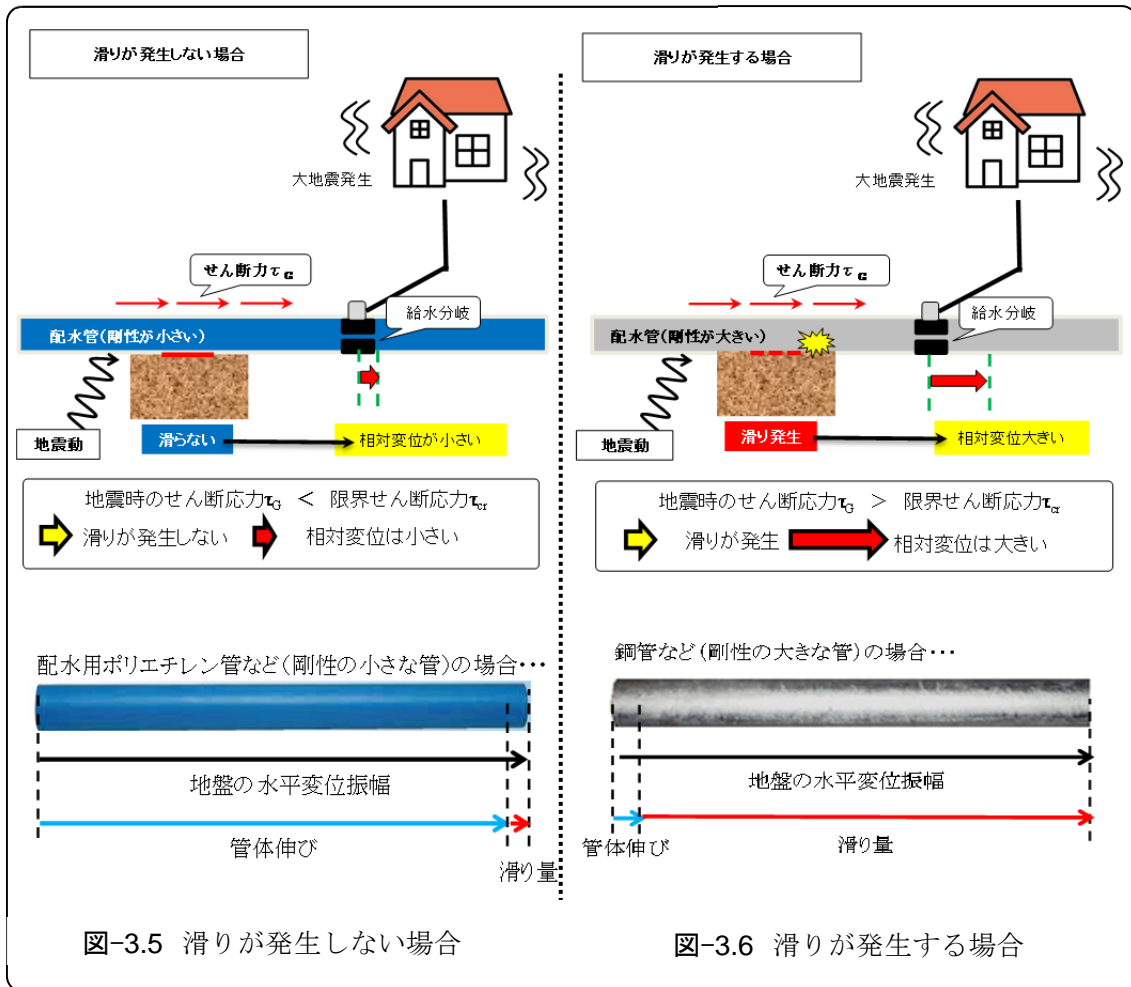 滑りが発生しない場合
大地震発生
せん断力τG
給水分岐
配水管(剛性が小さい)
地震動
滑らない
相対変位が小さい
地震時のせん断応力τG < 限界せん断応力τcr
滑りが発生しない
相対変位は小さい
配水用ポリエチレン管など(剛性の小さな管)の場合…
地盤の水平変位振幅
管体伸び
滑り量
図-3.5 滑りが発生しない場合
滑りが発生する場合
大地震発生
せん断力τG
給水分岐
配水管(剛性が大きい)
地震動
滑り発生
相対変位大きい
地震時のせん断応力τG > 限界せん断応力τcr
滑りが発生
相対変位は大きい
鋼管など(剛性の大きな管)の場合…
地盤の水平変位振幅
管体伸び
滑り量
図-3.6 滑りが発生する場合